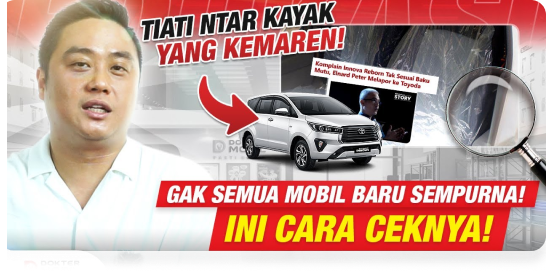 TIATI NTAR KAYAK
YANG KEMAREN!
Komplain Innova Reborn Tak Sesuai Baku
Mutu, Elnard Peter Melapor ke Toyoda
STORY
GAK SEMUA MOBIL BARU SEMPURNA!
INI CARA CEKNYA!